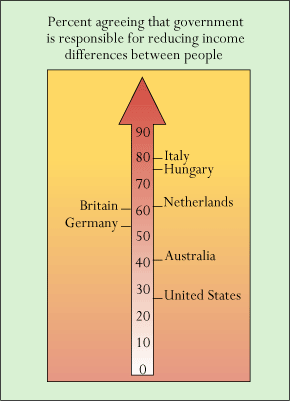 Percent agreeing that government
is responsible for reducing income
differences between people
90
80
Italy
Hungary
70
Britain
60
Netherlands
Germany
50
40
Australia
30
United States
20
10
0